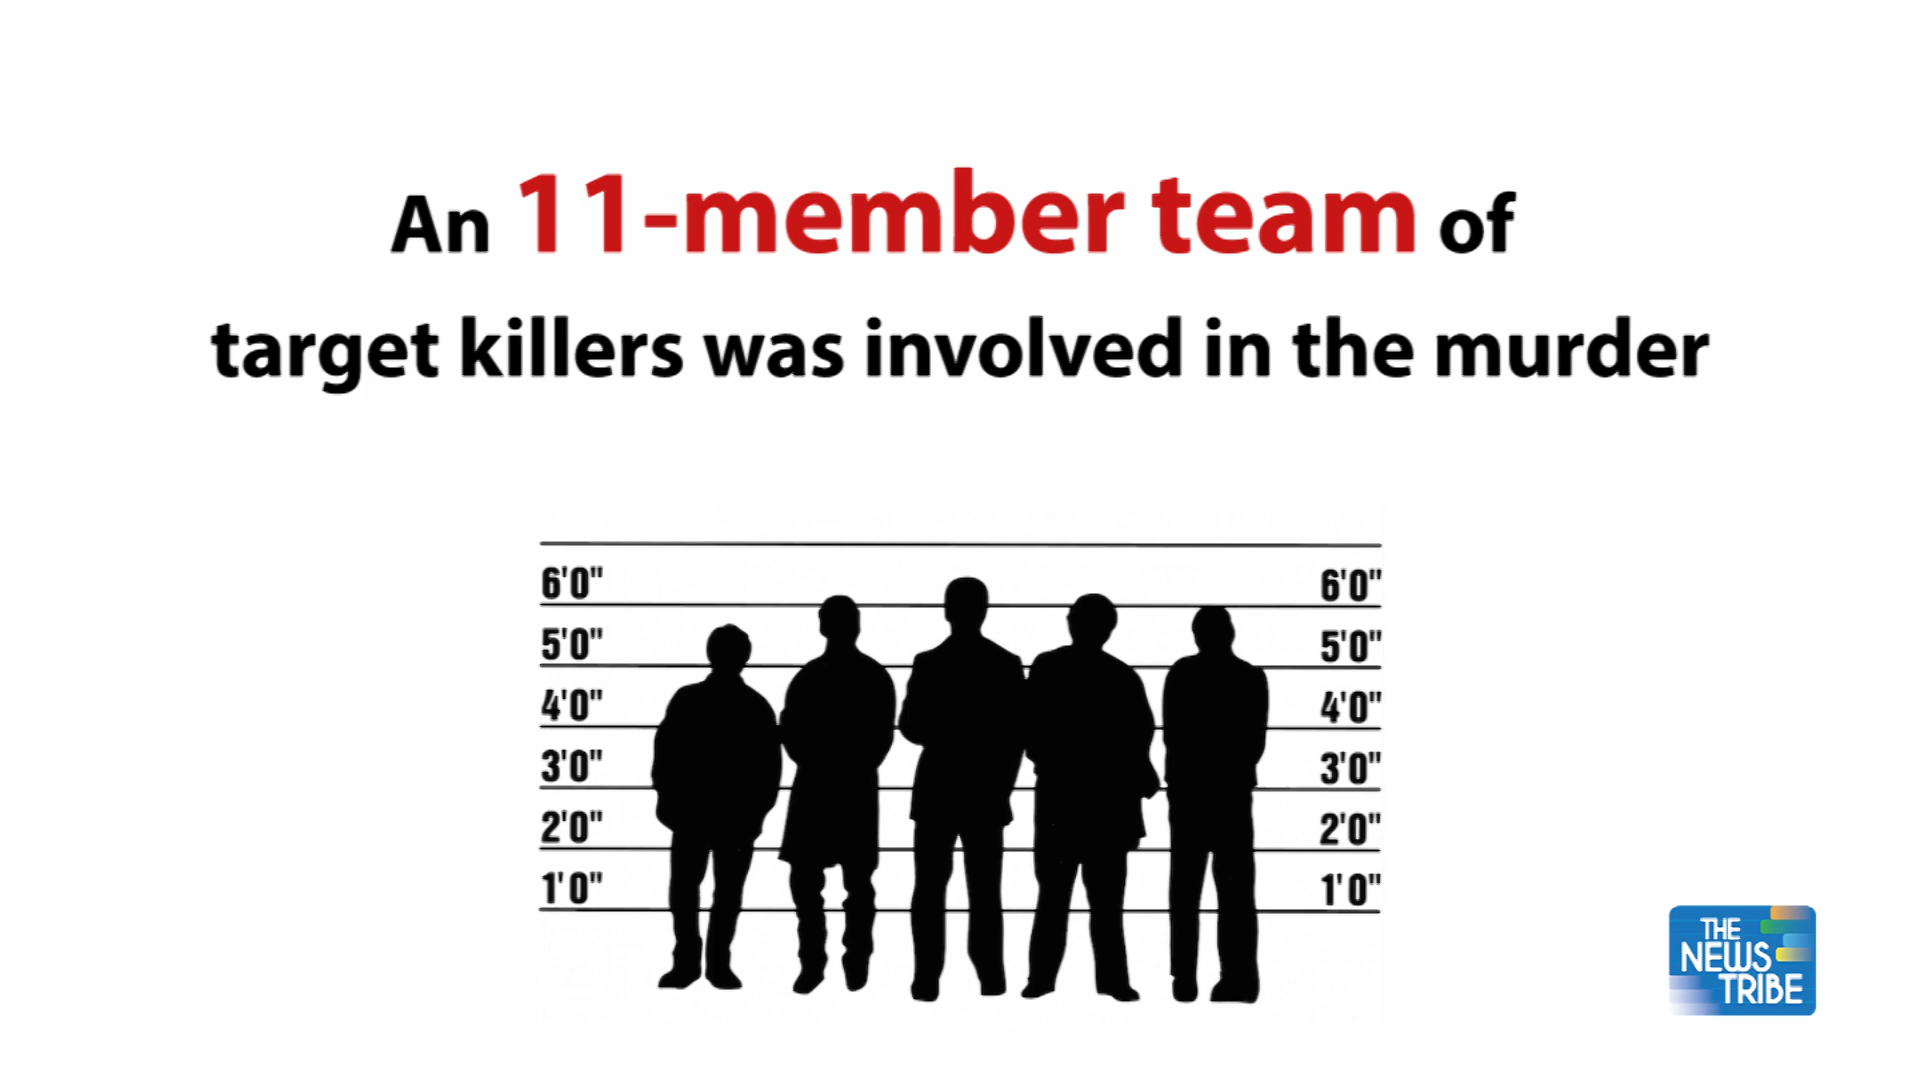 An 11-member team of
target killers was involved in the murder
6'0" 6'0"
5'0" 5'0"
4'0" 4'0"
3'0" 3'0"
2'0" 2'0"
1'0" 1'0"
THE
NEWS
TRIBE